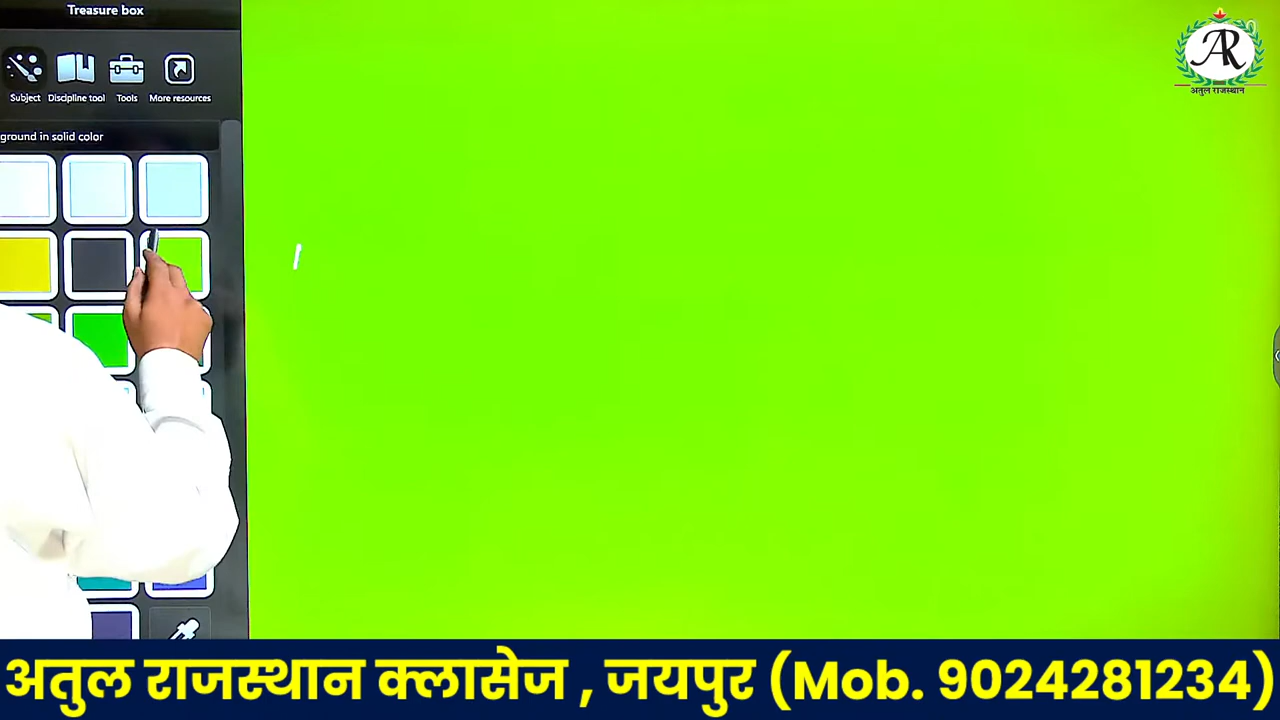 Treasure box
Subject Discipline tool Tools More resources
ground in solid color
AR
अतुल राजस्थान
अतुल राजस्थान क्लासेज , जयपुर (Mob. 9024281234)